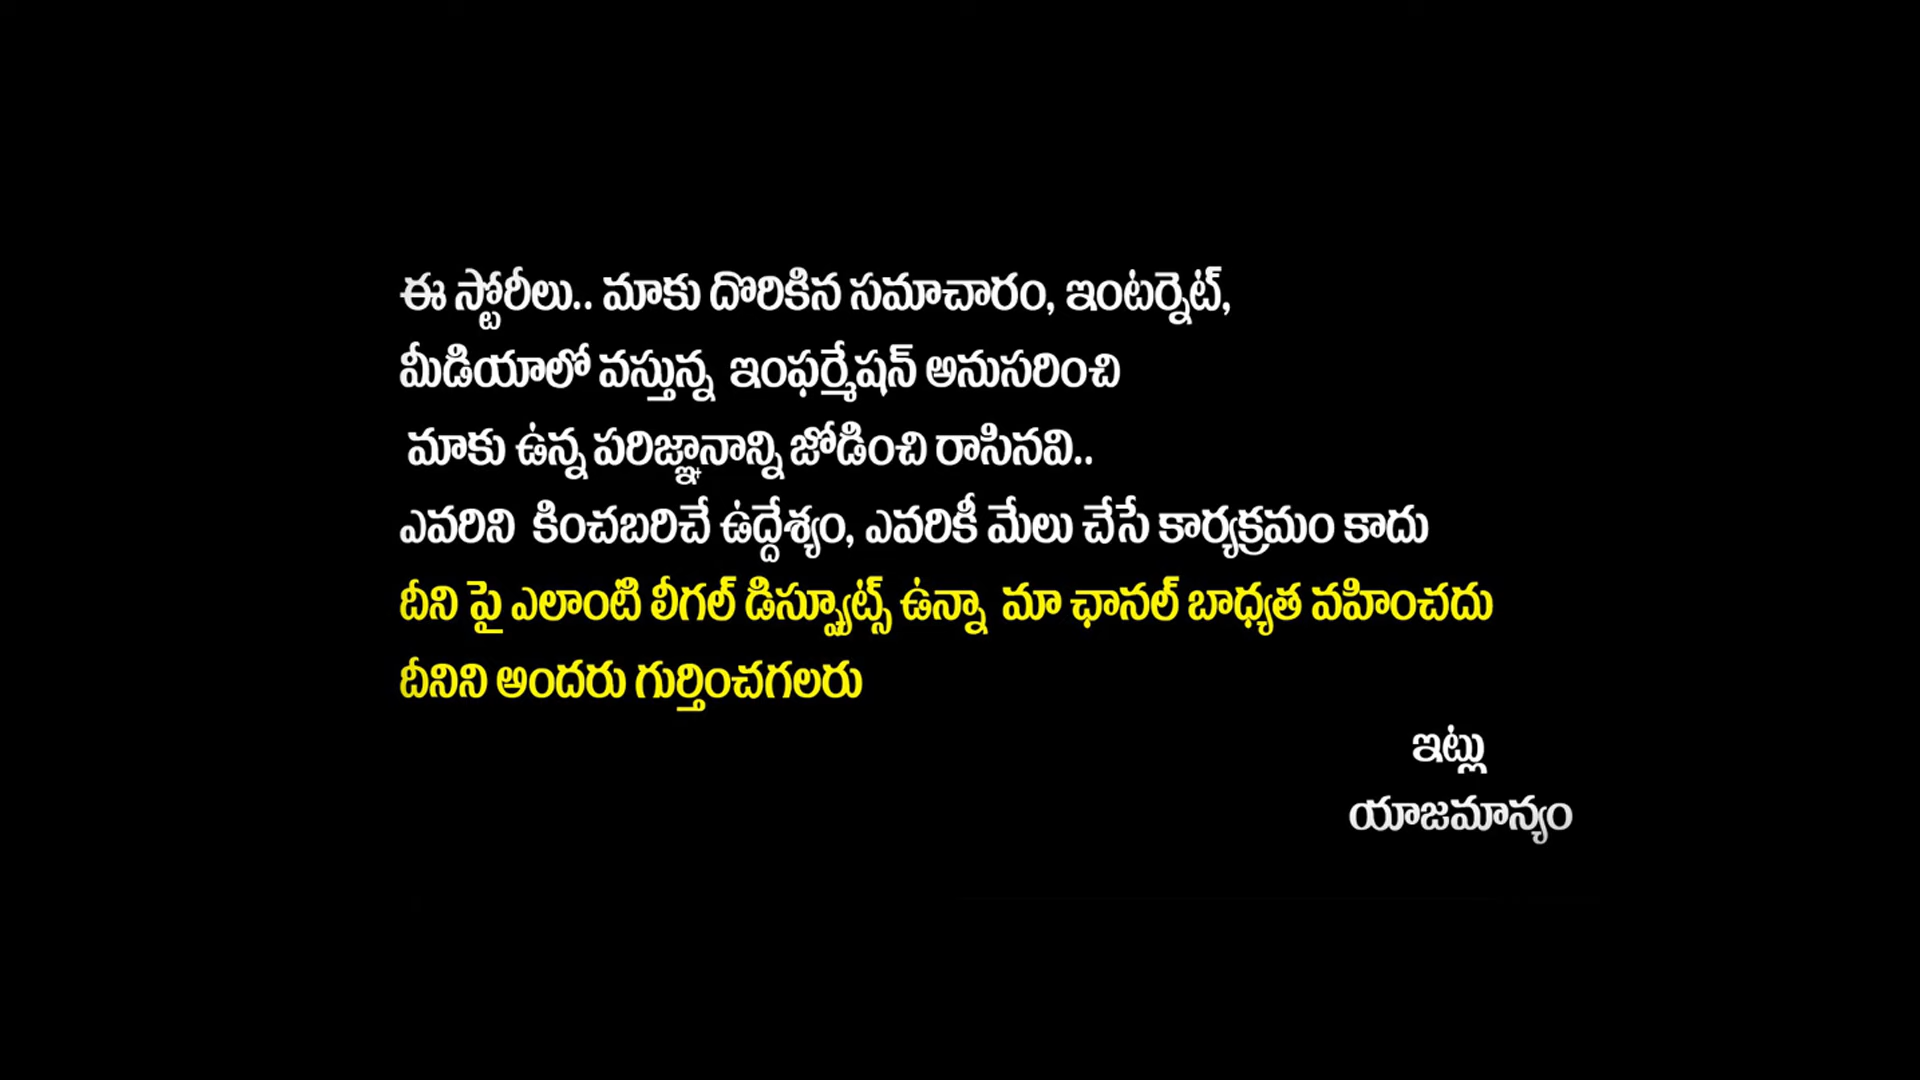 ఈ స్టోరీలు.. మాకు దొరికిన సమాచారం, ఇంటర్నెట్,
మీడియాలో వస్తున్న ఇంఫర్మేషన్ అనుసరించి
మాకు ఉన్న పరిజ్ఞానాన్ని జోడించి రాసినవి..
ఎవరిని కించబరిచే ఉద్దేశ్యం, ఎవరికీ మేలు చేసే కార్యక్రమం కాదు
దీని పై ఎలాంటి లీగల్ డిస్ప్యూట్స్ ఉన్నా మా ఛానల్ బాధ్యత వహించదు
దీనిని అందరు గుర్తించగలరు
ఇట్లు
యాజమాన్యం